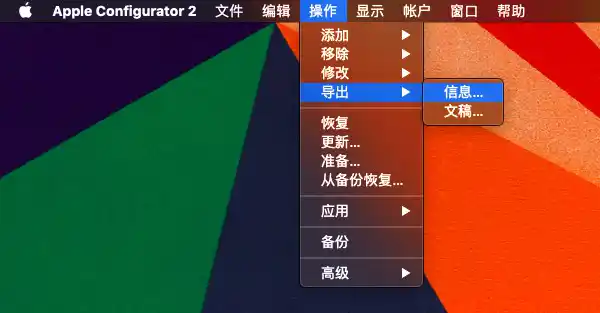 Apple Configurator 2 文件 编辑 操作 显示 帐户 窗口 帮助
添加
移除
修改
导出
信息...
文稿...
恢复
更新...
准备...
从备份恢复...
应用
备份
高级